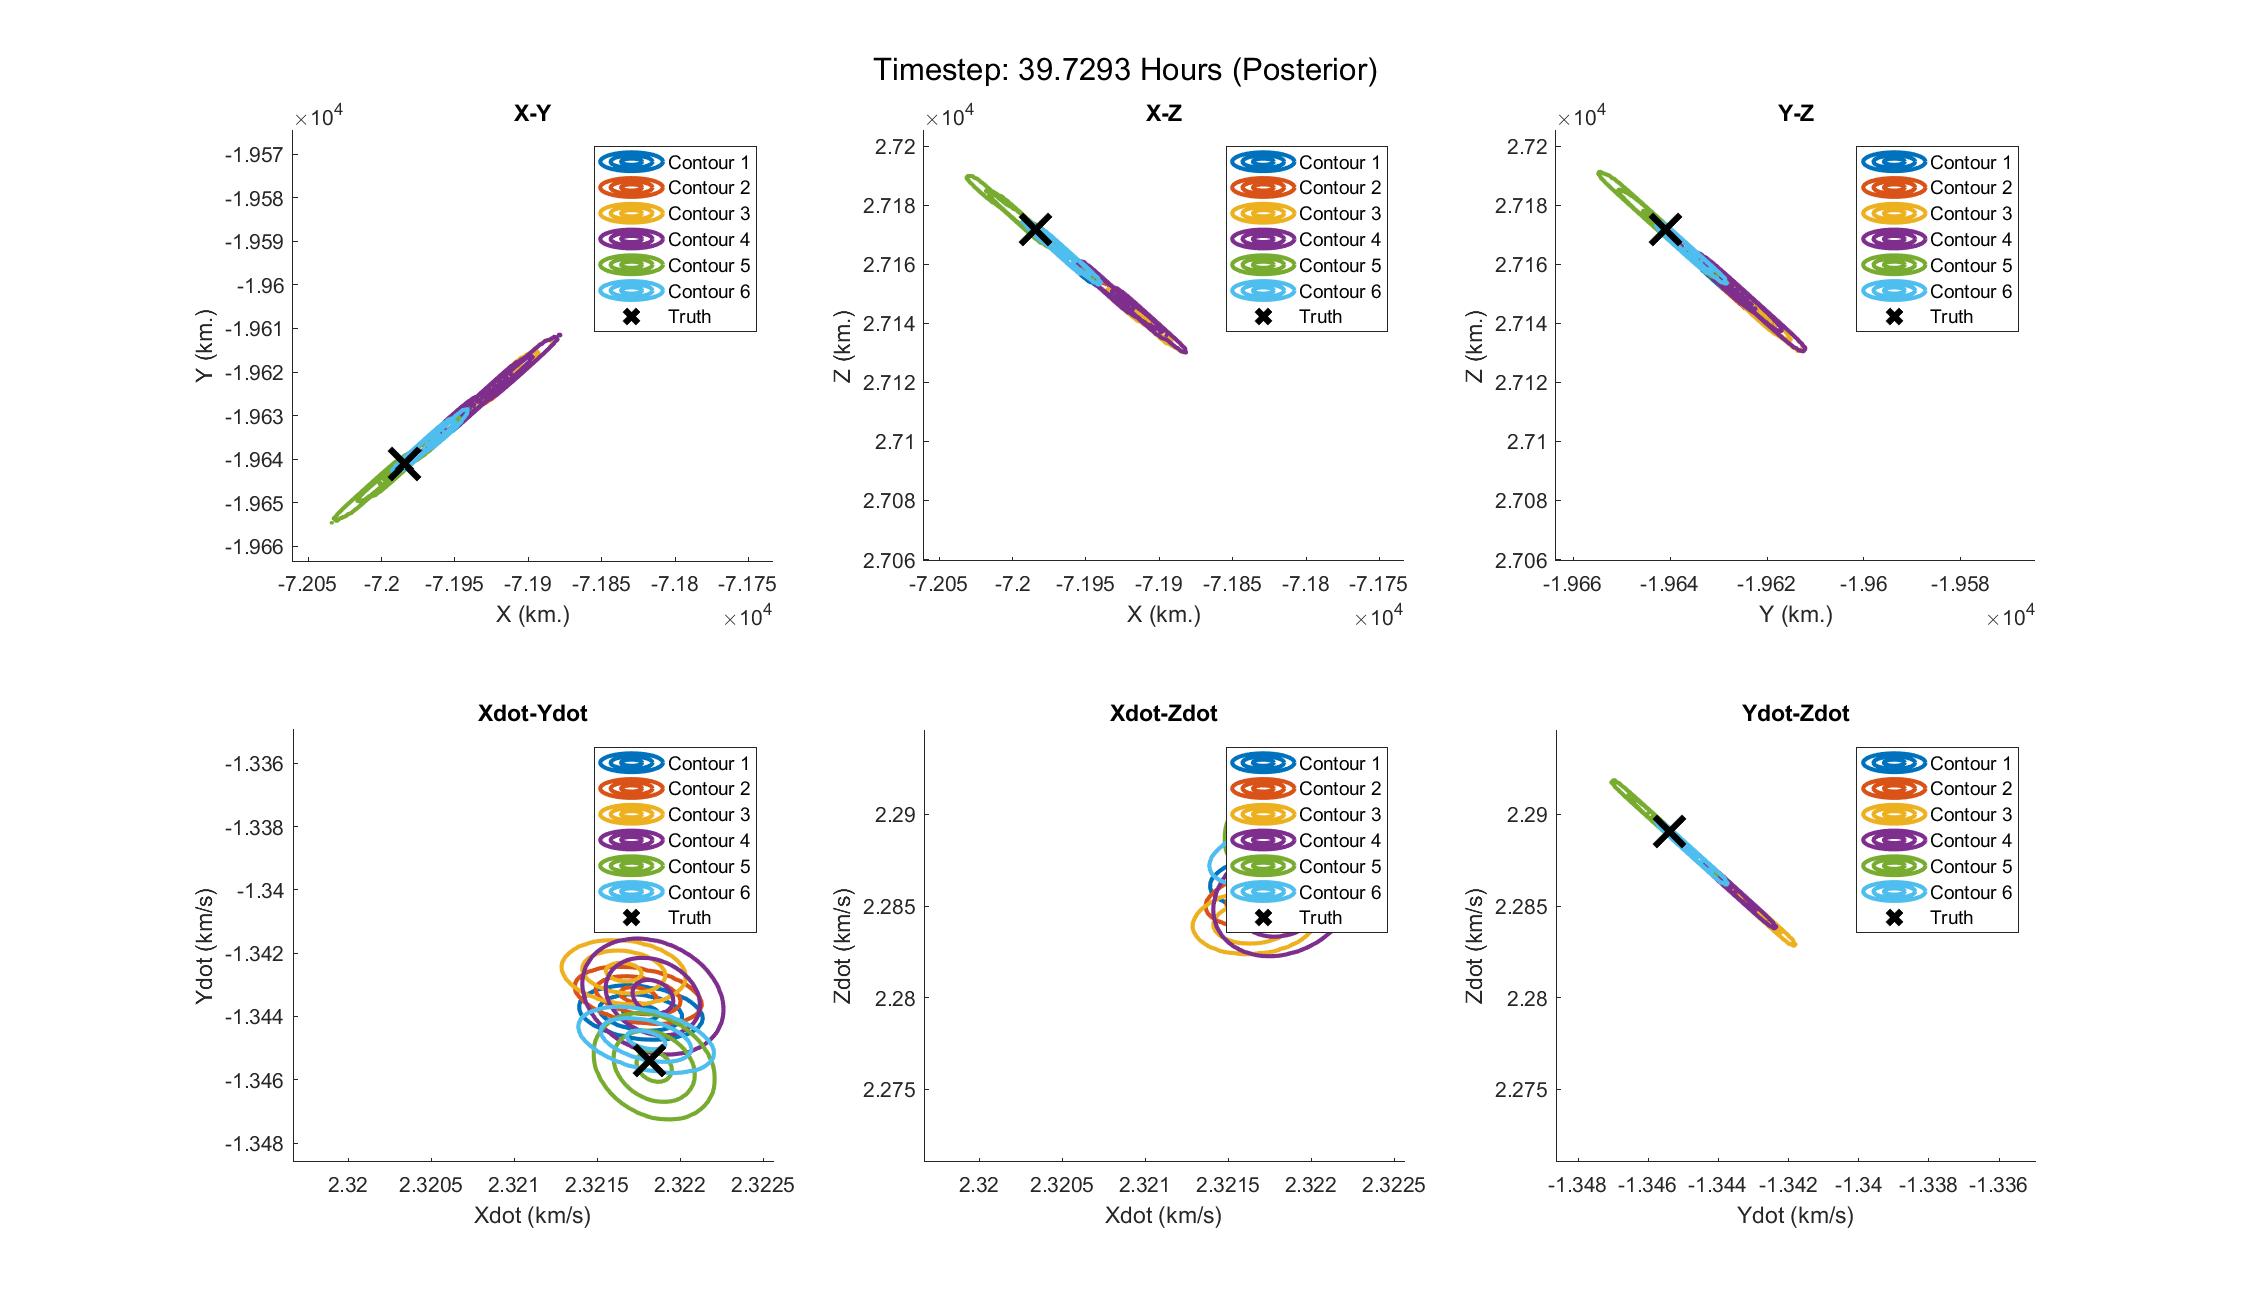 Timestep: 39.7293 Hours (Posterior)
X-Y
×10^4
-1.957
-1.958
-1.959
-1.96
-1.961
-1.962
-1.963
-1.964
-1.965
-1.966
Y (km.)
-7.205 -7.2 -7.195 -7.19 -7.185 -7.18 -7.175
X (km.)
×10^4
Contour 1
Contour 2
Contour 3
Contour 4
Contour 5
Contour 6
Truth
X-Z
×10^4
2.72
2.718
2.716
2.714
2.712
2.71
2.708
2.706
Z (km.)
-7.205 -7.2 -7.195 -7.19 -7.185 -7.18 -7.175
X (km.)
×10^4
Contour 1
Contour 2
Contour 3
Contour 4
Contour 5
Contour 6
Truth
Y-Z
×10^4
2.72
2.718
2.716
2.714
2.712
2.71
2.708
2.706
Z (km.)
-1.966 -1.964 -1.962 -1.96 -1.958
Y (km.)
×10^4
Contour 1
Contour 2
Contour 3
Contour 4
Contour 5
Contour 6
Truth
Xdot-Ydot
-1.336
-1.338
-1.34
-1.342
-1.344
-1.346
-1.348
Ydot (km/s)
2.32 2.3205 2.321 2.3215 2.322 2.3225
Xdot (km/s)
Contour 1
Contour 2
Contour 3
Contour 4
Contour 5
Contour 6
Truth
Xdot-Zdot
2.29
2.285
2.28
2.275
Zdot (km/s)
2.32 2.3205 2.321 2.3215 2.322 2.3225
Xdot (km/s)
Contour 1
Contour 2
Contour 3
Contour 4
Contour 5
Contour 6
Truth
Ydot-Zdot
2.29
2.285
2.28
2.275
Zdot (km/s)
-1.348 -1.346 -1.344 -1.342 -1.34 -1.338 -1.336
Ydot (km/s)
Contour 1
Contour 2
Contour 3
Contour 4
Contour 5
Contour 6
Truth